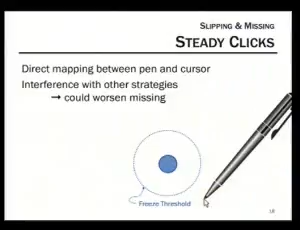 SLIPPING & MISSING
STEADY CLICKS
Direct mapping between pen and cursor
Interference with other strategies
→ could worsen missing
Freeze Threshold